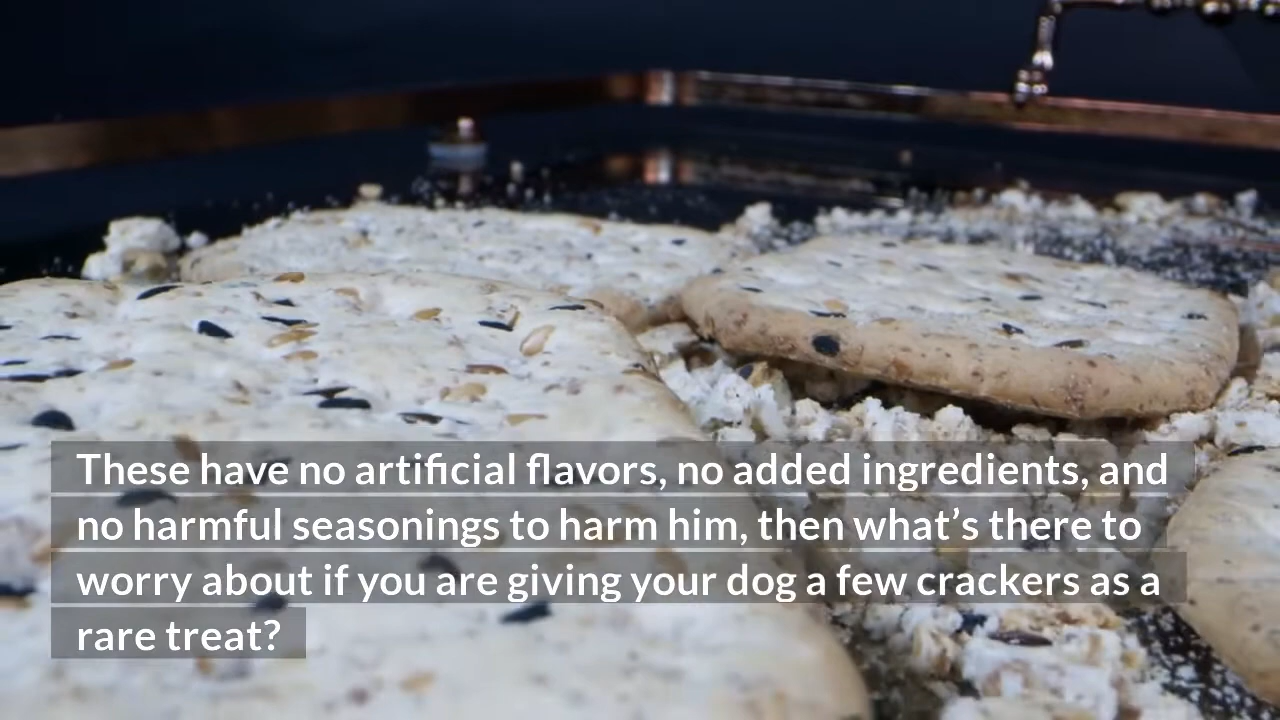 These have no artificial flavors, no added ingredients, and
no harmful seasonings to harm him, then what’s there to
worry about if you are giving your dog a few crackers as a
rare treat?